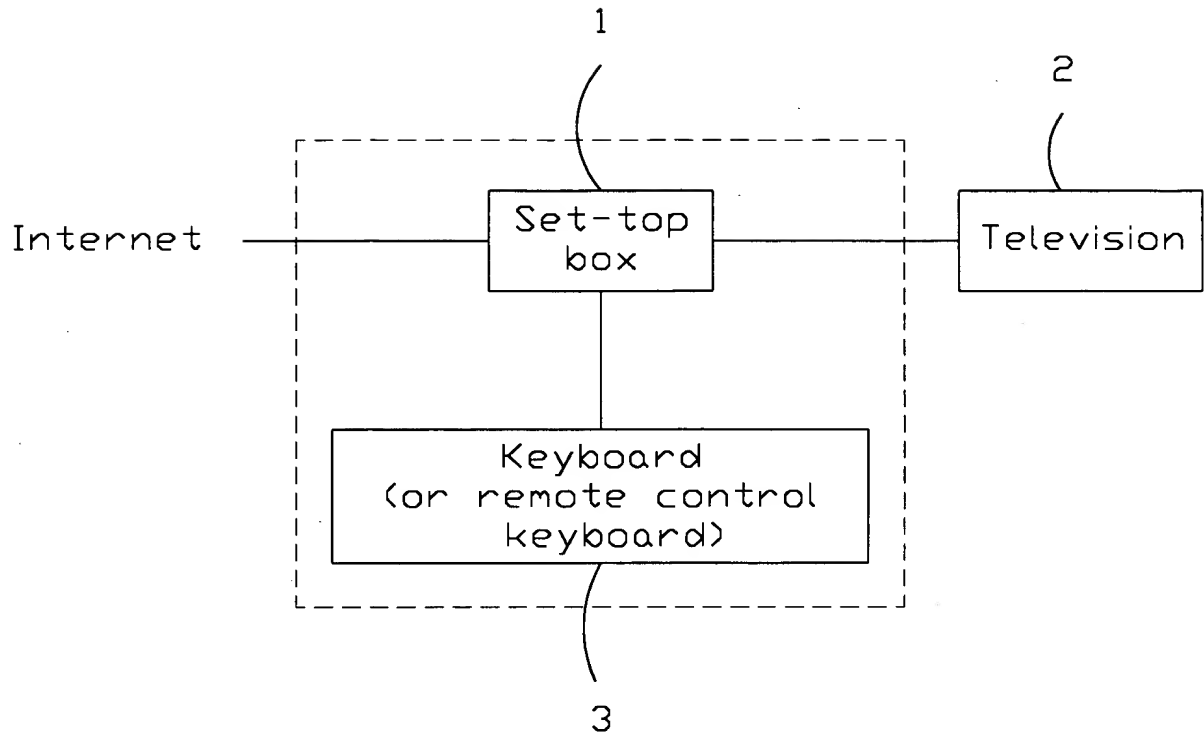 1
2
Internet
Set-top
box
Television
Keyboard
(or remote control
keyboard)
3